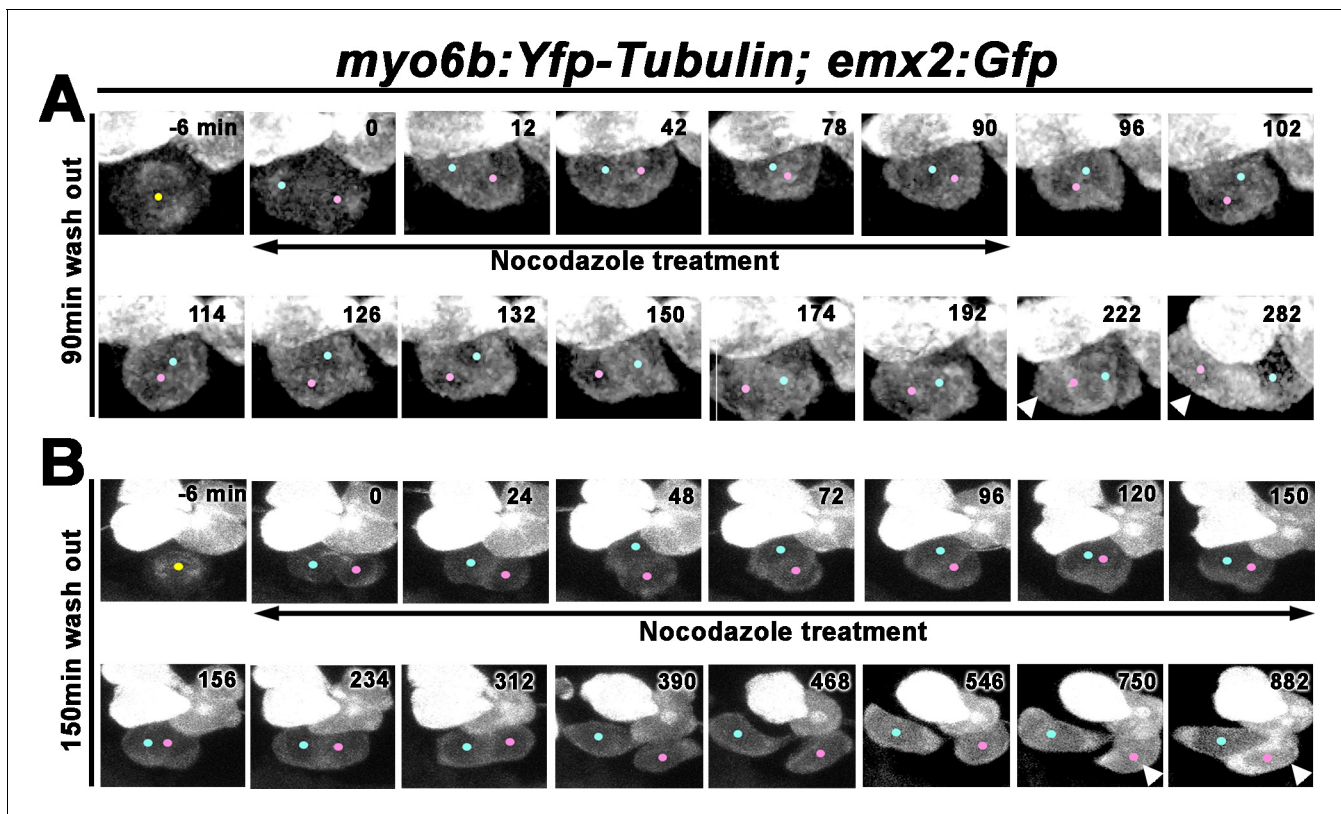 myo6b:Yfp-Tubulin; emx2:Gfp
A
90min wash out
-6 min 0 12 42 78 90 96 102
Nocodazole treatment
114 126 132 150 174 192 222 282
B
150min wash out
-6 min 0 24 48 72 96 120 150
Nocodazole treatment
156 234 312 390 468 546 750 882